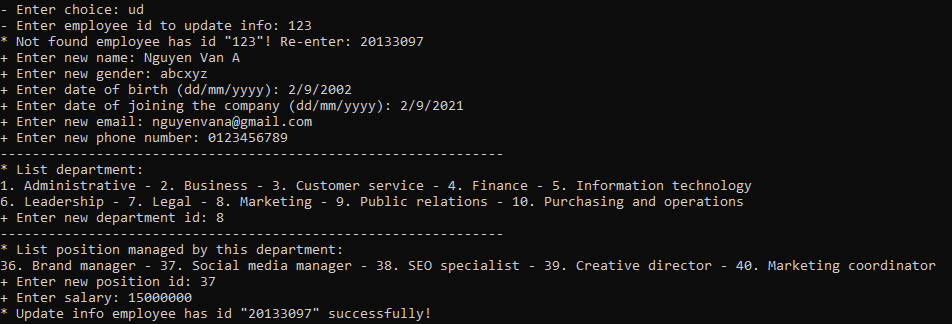 - Enter choice: ud
- Enter employee id to update info: 123
* Not found employee has id "123"! Re-enter: 20133097
+ Enter new name: Nguyen Van A
+ Enter new gender: abcxyz
+ Enter date of birth (dd/mm/yyyy): 2/9/2002
+ Enter date of joining the company (dd/mm/yyyy): 2/9/2021
+ Enter new email: nguyenvana@gmail.com
+ Enter new phone number: 0123456789
---------------------------------------------------------------
* List department:
1. Administrative - 2. Business - 3. Customer service - 4. Finance - 5. Information technology
6. Leadership - 7. Legal - 8. Marketing - 9. Public relations - 10. Purchasing and operations
+ Enter new department id: 8
---------------------------------------------------------------
* List position managed by this department:
36. Brand manager - 37. Social media manager - 38. SEO specialist - 39. Creative director - 40. Marketing coordinator
+ Enter new position id: 37
+ Enter salary: 15000000
* Update info employee has id "20133097" successfully!